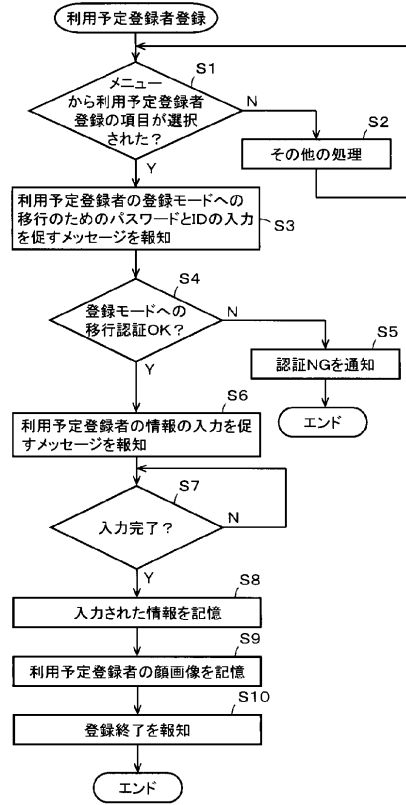 利用予定登録者登録
S1
メニュー
から利用予定登録者
登録の項目が選択
された？
N
S2
その他の処理
Y
利用予定登録者の登録モードへの
移行のためのパスワードとIDの入力
を促すメッセージを報知
S3
S4
登録モードへの
移行認証OK？
N
S5
認証NGを通知
エンド
Y
S6
利用予定登録者の情報の入力を促
すメッセージを報知
S7
入力完了？
N
Y
S8
入力された情報を記憶
S9
利用予定登録者の顔画像を記憶
S10
登録終了を報知
エンド